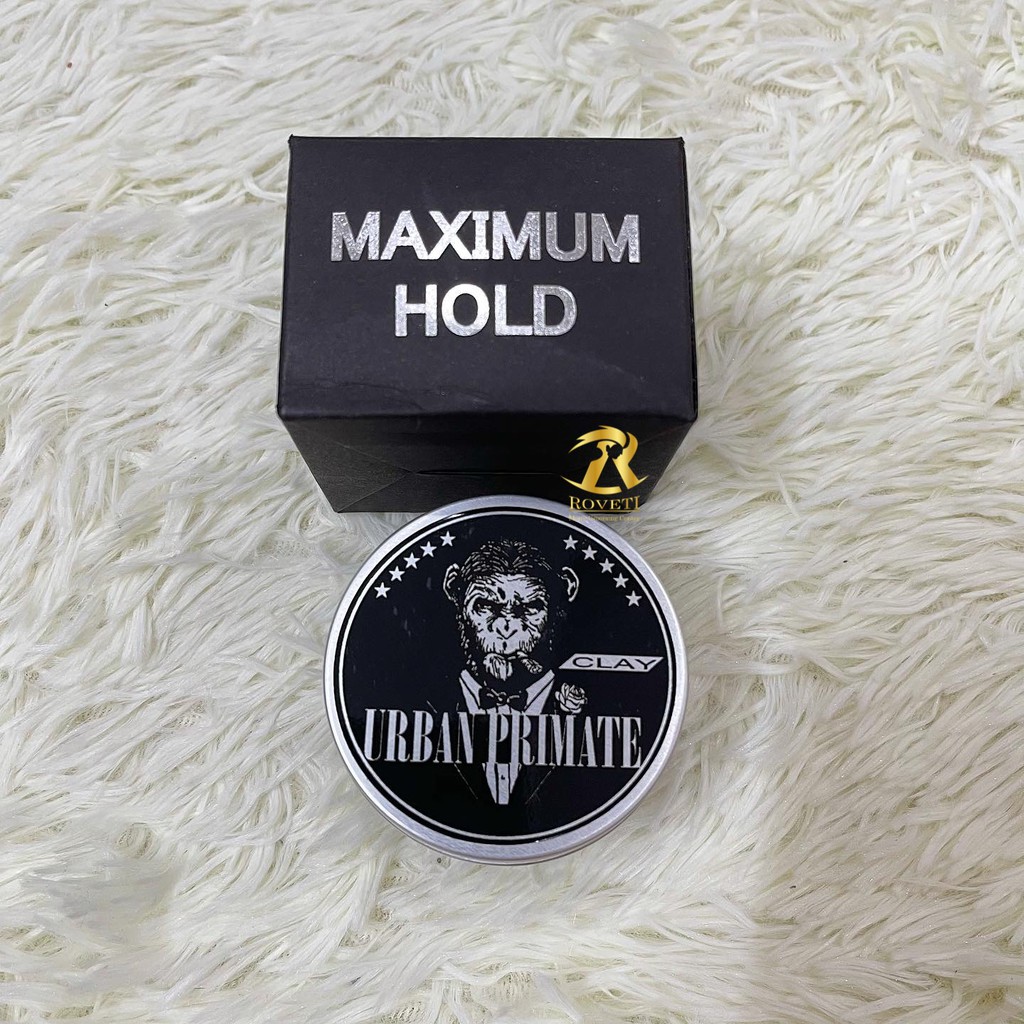 MAXIMUM
HOLD
ROVETI
CLAY
URBAN PRIMATE